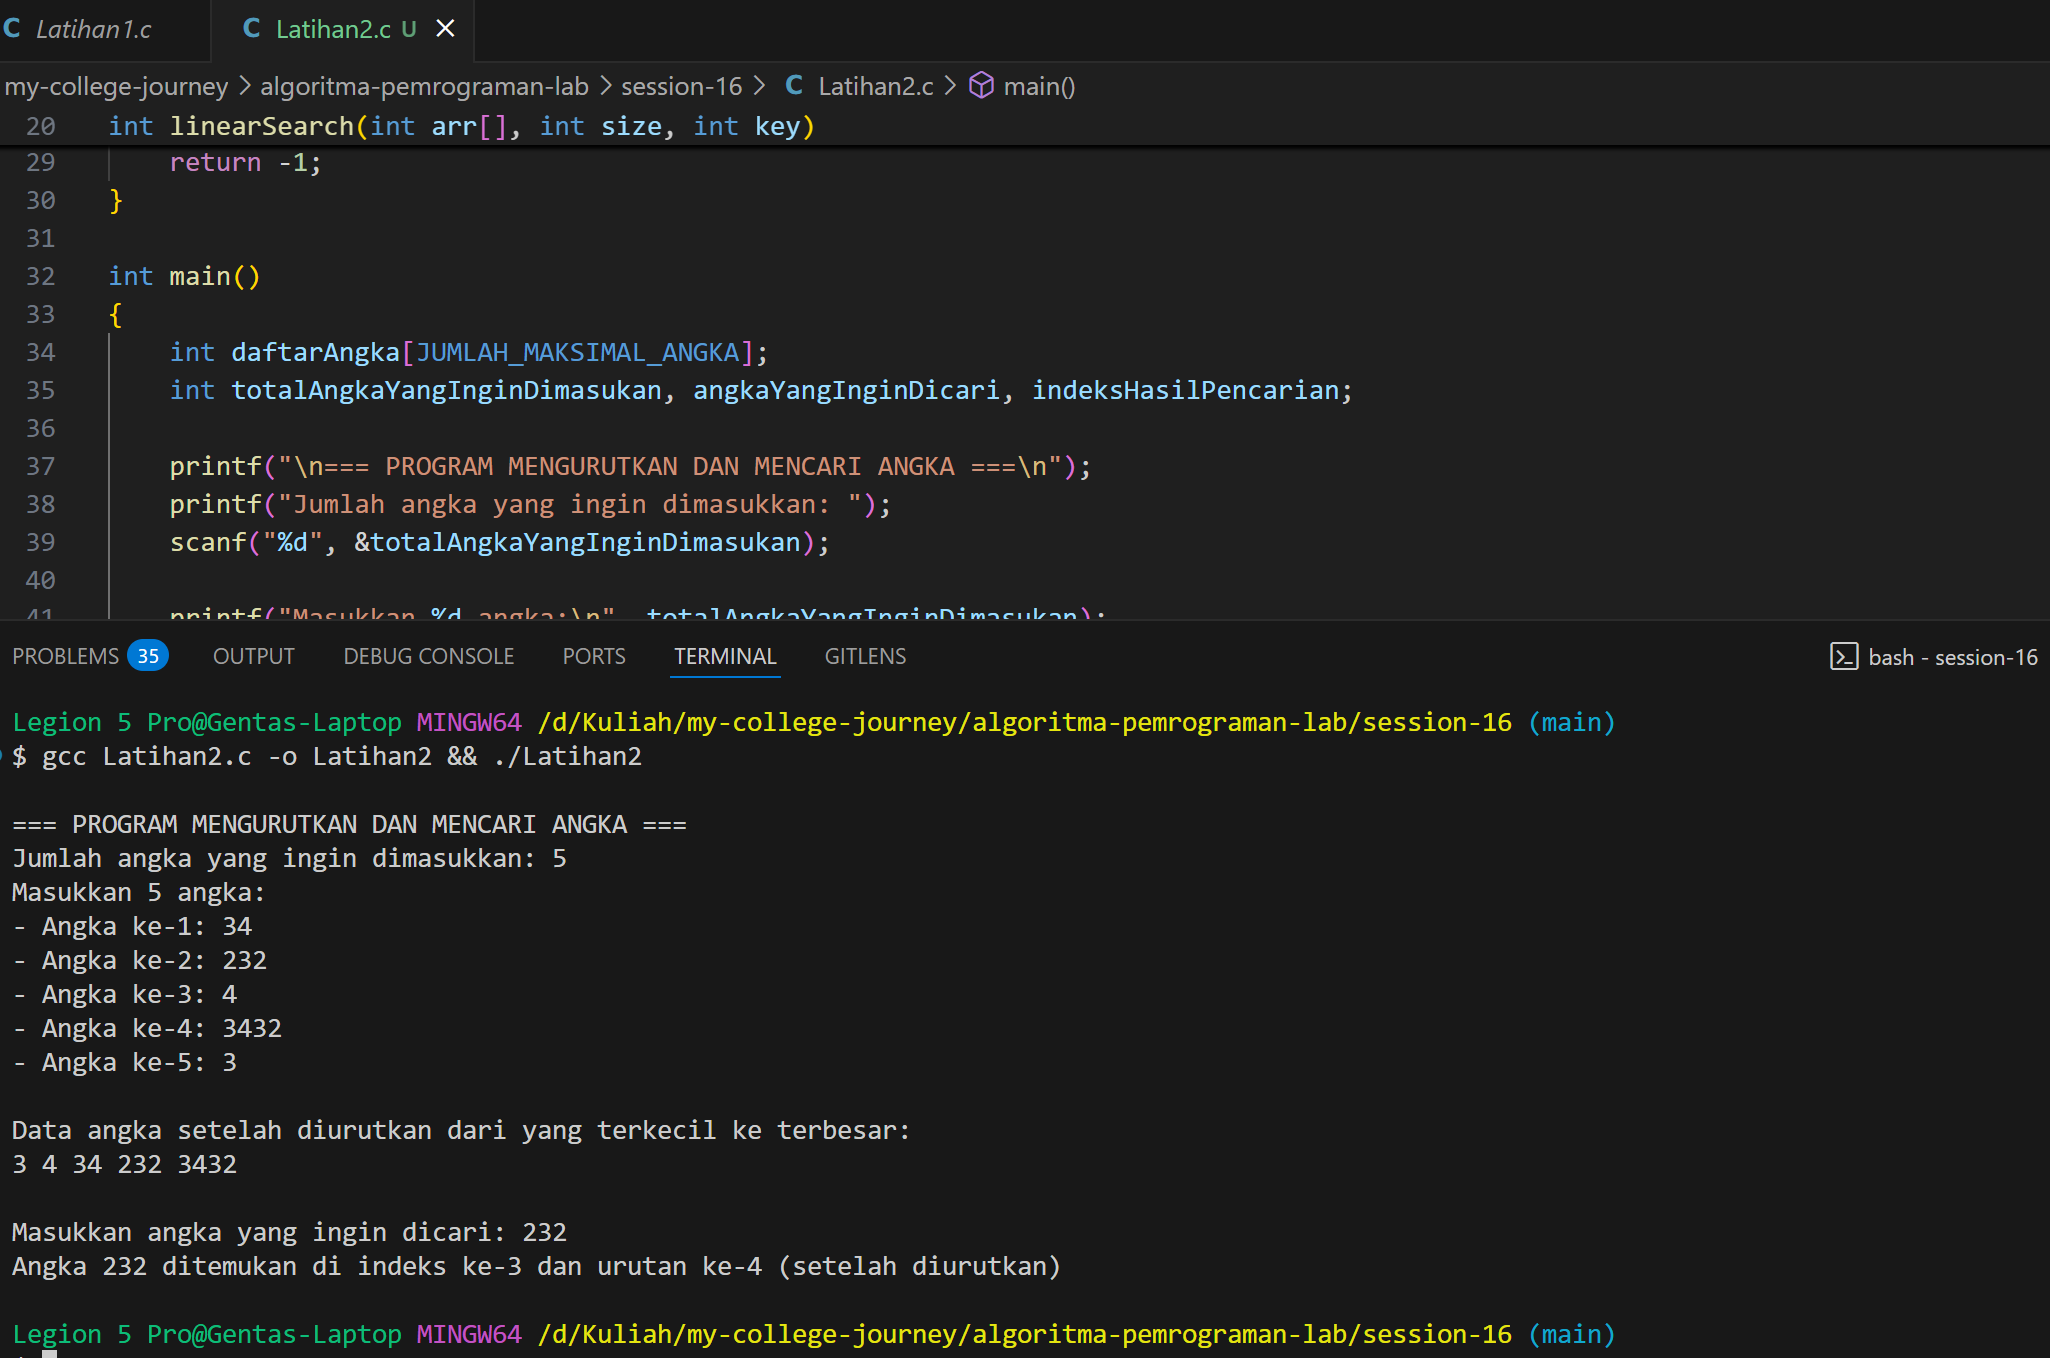 C Latihan1.c C Latihan2.c U
my-college-journey > algoritma-pemrograman-lab > session-16 > C Latihan2.c > main()
20 int linearSearch(int arr[], int size, int key)
29 return -1;
30 }
31
32 int main()
33 {
34 int daftarAngka[JUMLAH_MAKSIMAL_ANGKA];
35 int totalAngkaYangInginDimasukan, angkaYangInginDicari, indeksHasilPencarian;
36
37 printf("\n=== PROGRAM MENGURUTKAN DAN MENCARI ANGKA ===\n");
38 printf("Jumlah angka yang ingin dimasukkan: ");
39 scanf("%d", &totalAngkaYangInginDimasukan);
40
41 printf("Masukkan %d angka:\n", totalAngkaYangInginDimasukan);
PROBLEMS 35 OUTPUT DEBUG CONSOLE PORTS TERMINAL GITLENS bash - session-16
Legion 5 Pro@Gentas-Laptop MINGW64 /d/Kuliah/my-college-journey/algoritma-pemrograman-lab/session-16 (main)
$ gcc Latihan2.c -o Latihan2 && ./Latihan2
=== PROGRAM MENGURUTKAN DAN MENCARI ANGKA ===
Jumlah angka yang ingin dimasukkan: 5
Masukkan 5 angka:
- Angka ke-1: 34
- Angka ke-2: 232
- Angka ke-3: 4
- Angka ke-4: 3432
- Angka ke-5: 3
Data angka setelah diurutkan dari yang terkecil ke terbesar:
3 4 34 232 3432
Masukkan angka yang ingin dicari: 232
Angka 232 ditemukan di indeks ke-3 dan urutan ke-4 (setelah diurutkan)
Legion 5 Pro@Gentas-Laptop MINGW64 /d/Kuliah/my-college-journey/algoritma-pemrograman-lab/session-16 (main)